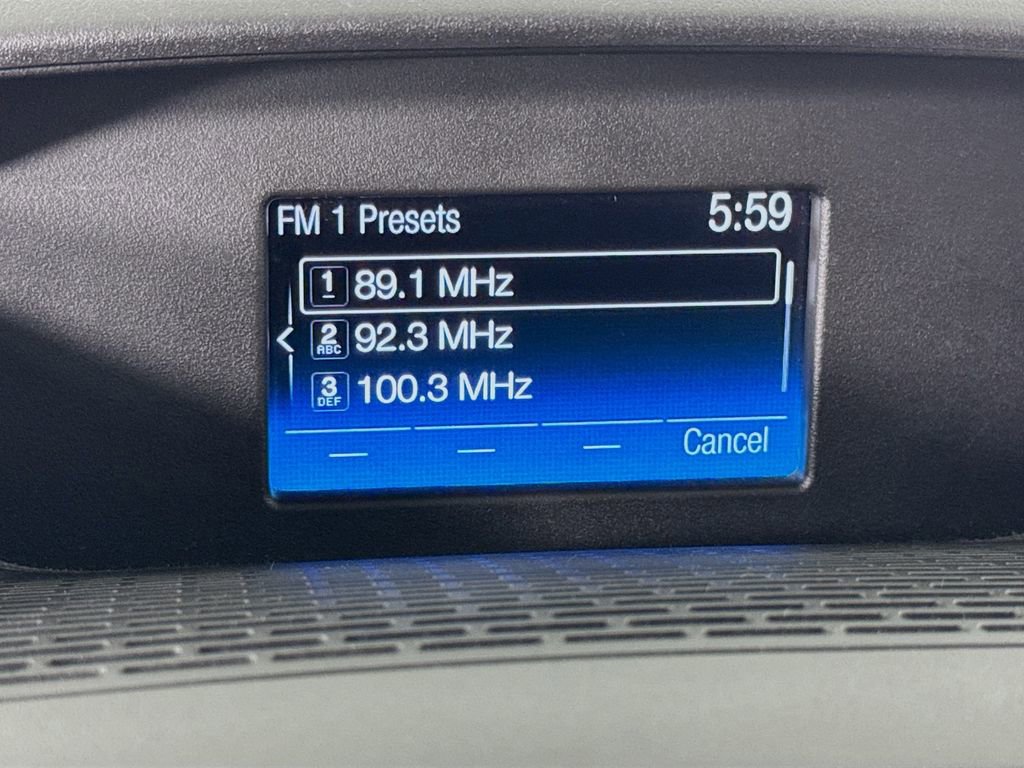 FM 1 Presets 5:59
1 89.1 MHz
2 ABC 92.3 MHz
3 DEF 100.3 MHz
Cancel